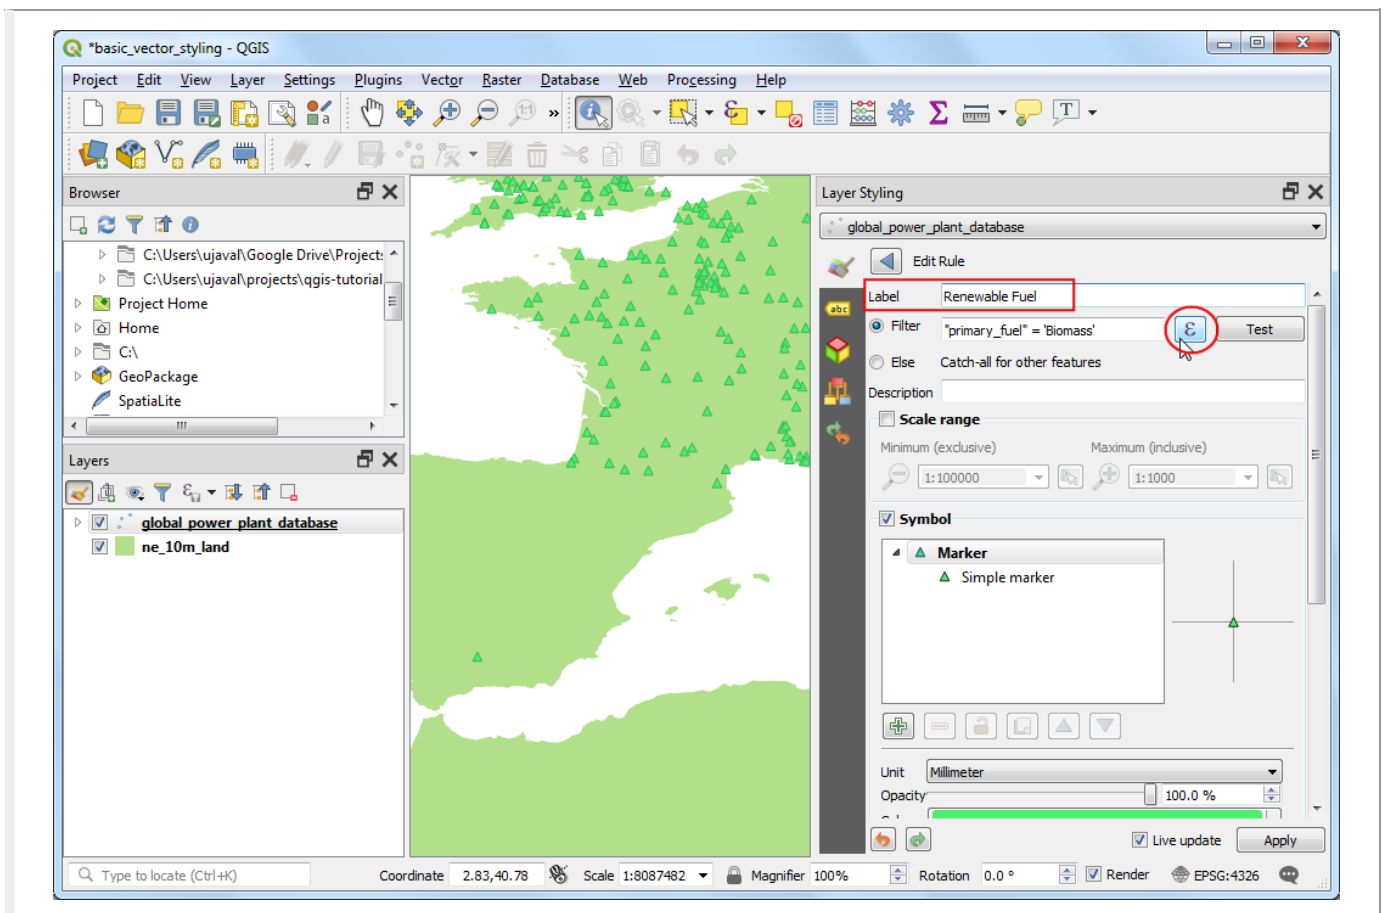 *basic_vector_styling - QGIS
Project Edit View Layer Settings Plugins Vector Raster Database Web Processing Help
Browser
C:\Users\ujaval\Google Drive\Project
C:\Users\ujaval\projects\qgis-tutorial
Project Home
Home
C:\
GeoPackage
SpatiaLite
Layers
global_power_plant_database
ne_10m_land
Layer Styling
global_power_plant_database
Edit Rule
Label Renewable Fuel
Filter "primary_fuel" = 'Biomass' ε Test
Else Catch-all for other features
Description
Scale range
Minimum (exclusive) Maximum (inclusive)
1:100000 1:1000
Symbol
Marker
Simple marker
Unit Millimeter
Opacity 100.0 %
Live update Apply
Type to locate (Ctrl+K) Coordinate 2.83,40.78 Scale 1:8087482 Magnifier 100% Rotation 0.0 ° Render EPSG:4326